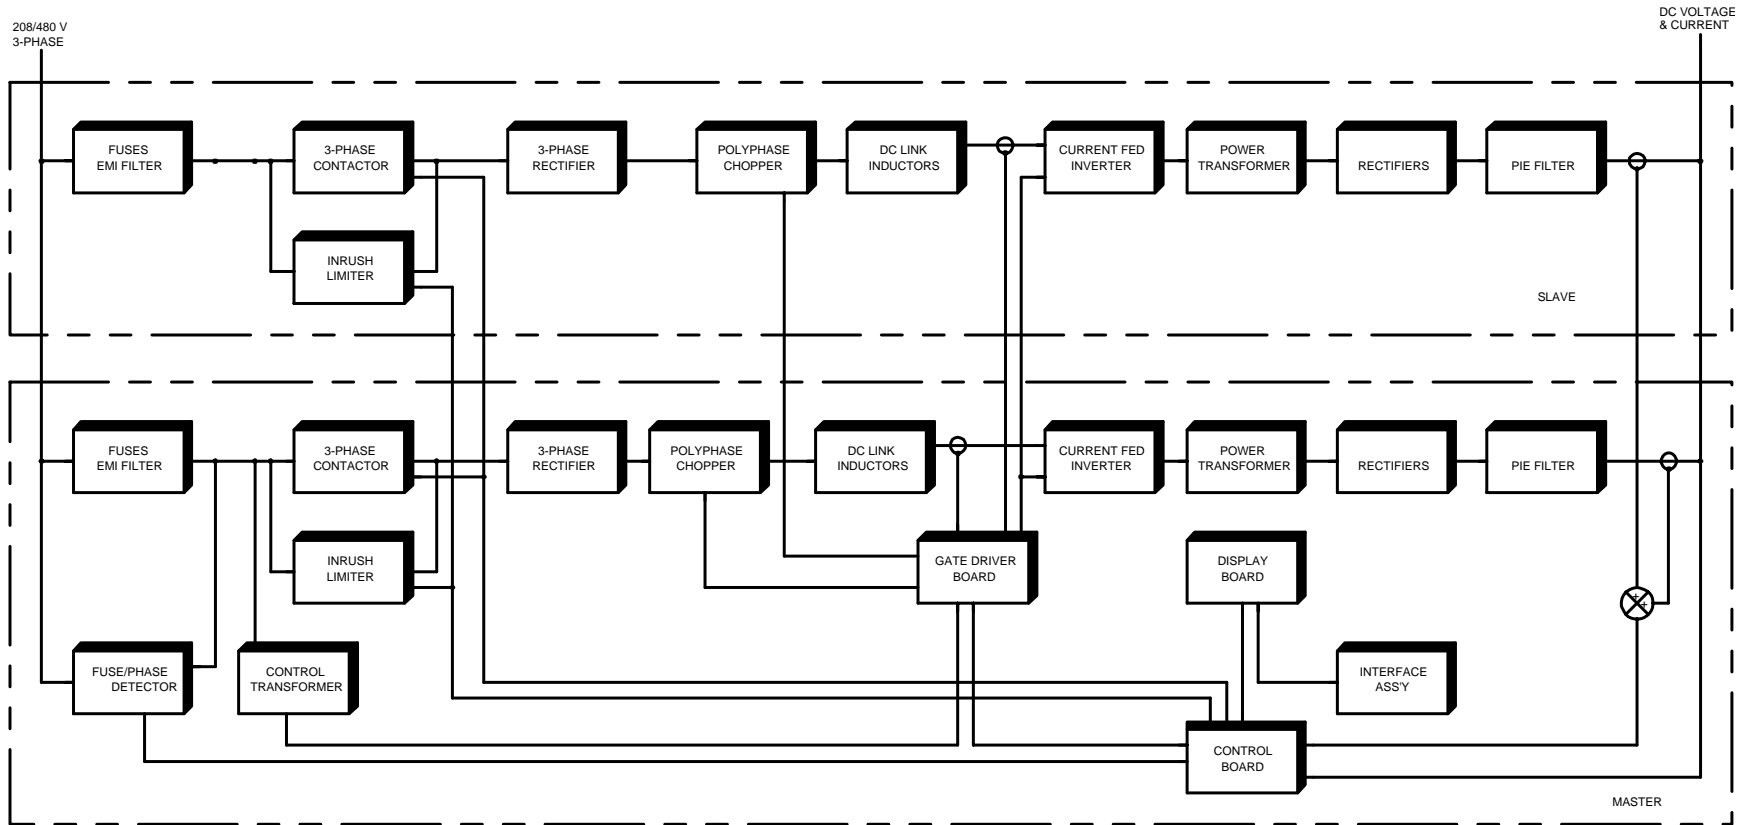 208/480 V
3-PHASE
DC VOLTAGE
& CURRENT
FUSES
EMI FILTER
3-PHASE
CONTACTOR
3-PHASE
RECTIFIER
POLYPHASE
CHOPPER
DC LINK
INDUCTORS
CURRENT FED
INVERTER
POWER
TRANSFORMER
RECTIFIERS
PIE FILTER
INRUSH
LIMITER
SLAVE
FUSES
EMI FILTER
3-PHASE
CONTACTOR
3-PHASE
RECTIFIER
POLYPHASE
CHOPPER
DC LINK
INDUCTORS
CURRENT FED
INVERTER
POWER
TRANSFORMER
RECTIFIERS
PIE FILTER
INRUSH
LIMITER
GATE DRIVER
BOARD
DISPLAY
BOARD
+
+
FUSE/PHASE
DETECTOR
CONTROL
TRANSFORMER
INTERFACE
ASS'Y
CONTROL
BOARD
MASTER